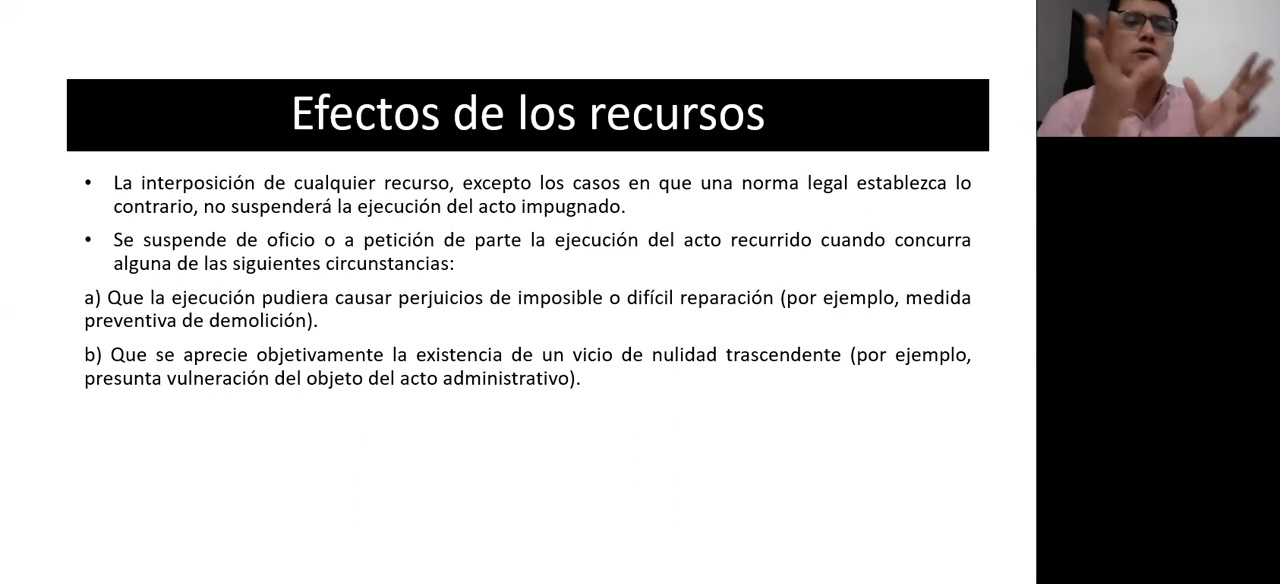 Efectos de los recursos
• La interposición de cualquier recurso, excepto los casos en que una norma legal establezca lo
contrario, no suspenderá la ejecución del acto impugnado.
• Se suspende de oficio o a petición de parte la ejecución del acto recurrido cuando concurra
alguna de las siguientes circunstancias:
a) Que la ejecución pudiera causar perjuicios de imposible o difícil reparación (por ejemplo, medida
preventiva de demolición).
b) Que se aprecie objetivamente la existencia de un vicio de nulidad trascendente (por ejemplo,
presunta vulneración del objeto del acto administrativo).